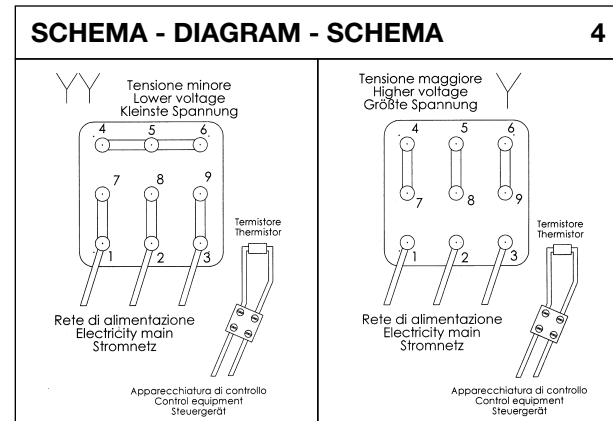 SCHEMA - DIAGRAM - SCHEMA 4
Tensione minore
Lower voltage
Kleinste Spannung
4 5 6
7 8 9
1 2 3
Termistore
Thermistor
Rete di alimentazione
Electricity main
Stromnetz
Apparecchiatura di controllo
Control equipment
Steuergerät
Tensione maggiore
Higher voltage
Größte Spannung
4 5 6
7 8 9
1 2 3
Termistore
Thermistor
Rete di alimentazione
Electricity main
Stromnetz
Apparecchiatura di controllo
Control equipment
Steuergerät